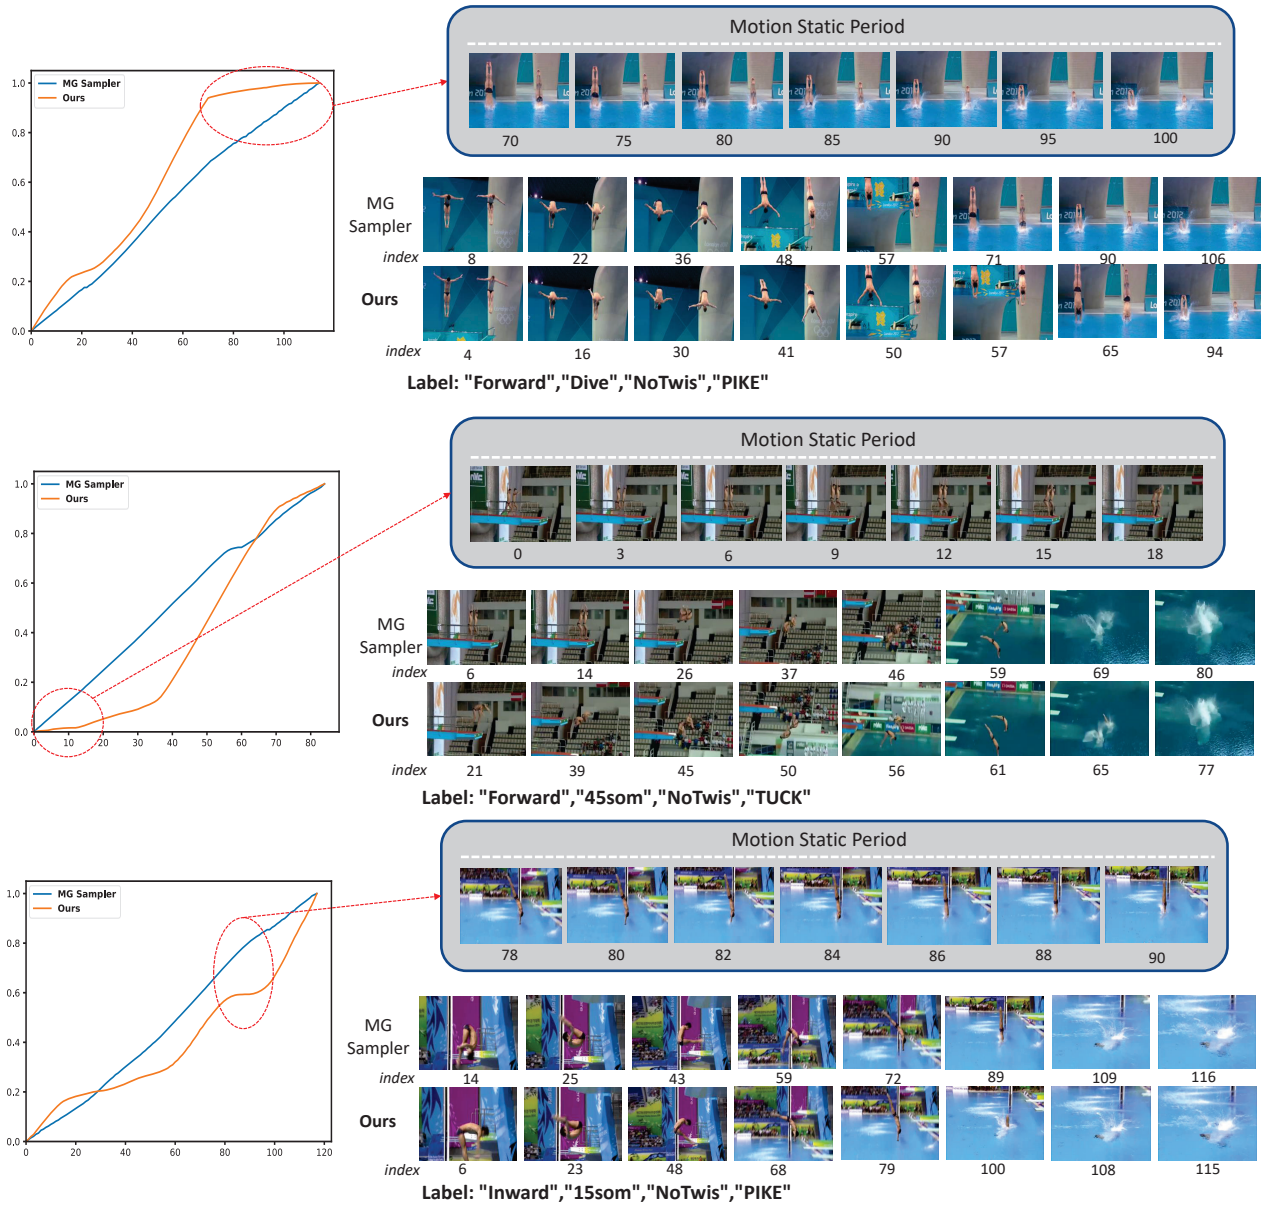 Motion Static Period
70 75 80 85 90 95 100
MG Sampler
Ours
1.0
0.8
0.6
0.4
0.2
0.0
0 20 40 60 80 100
MG
Sampler
index 8 22 36 48 57 71 90 106
Ours
index 4 16 30 41 50 57 65 94
Label: "Forward","Dive","NoTwis","PIKE"
Motion Static Period
0 3 6 9 12 15 18
MG Sampler
Ours
1.0
0.8
0.6
0.4
0.2
0.0
0 10 20 30 40 50 60 70 80
MG
Sampler
index 6 14 26 37 46 59 69 80
Ours
index 21 39 45 50 56 61 65 77
Label: "Forward","45som","NoTwis","TUCK"
Motion Static Period
78 80 82 84 86 88 90
MG Sampler
Ours
1.0
0.8
0.6
0.4
0.2
0.0
0 20 40 60 80 100 120
MG
Sampler
index 14 25 43 59 72 89 109 116
Ours
index 6 23 48 68 79 100 108 115
Label: "Inward","15som","NoTwis","PIKE"